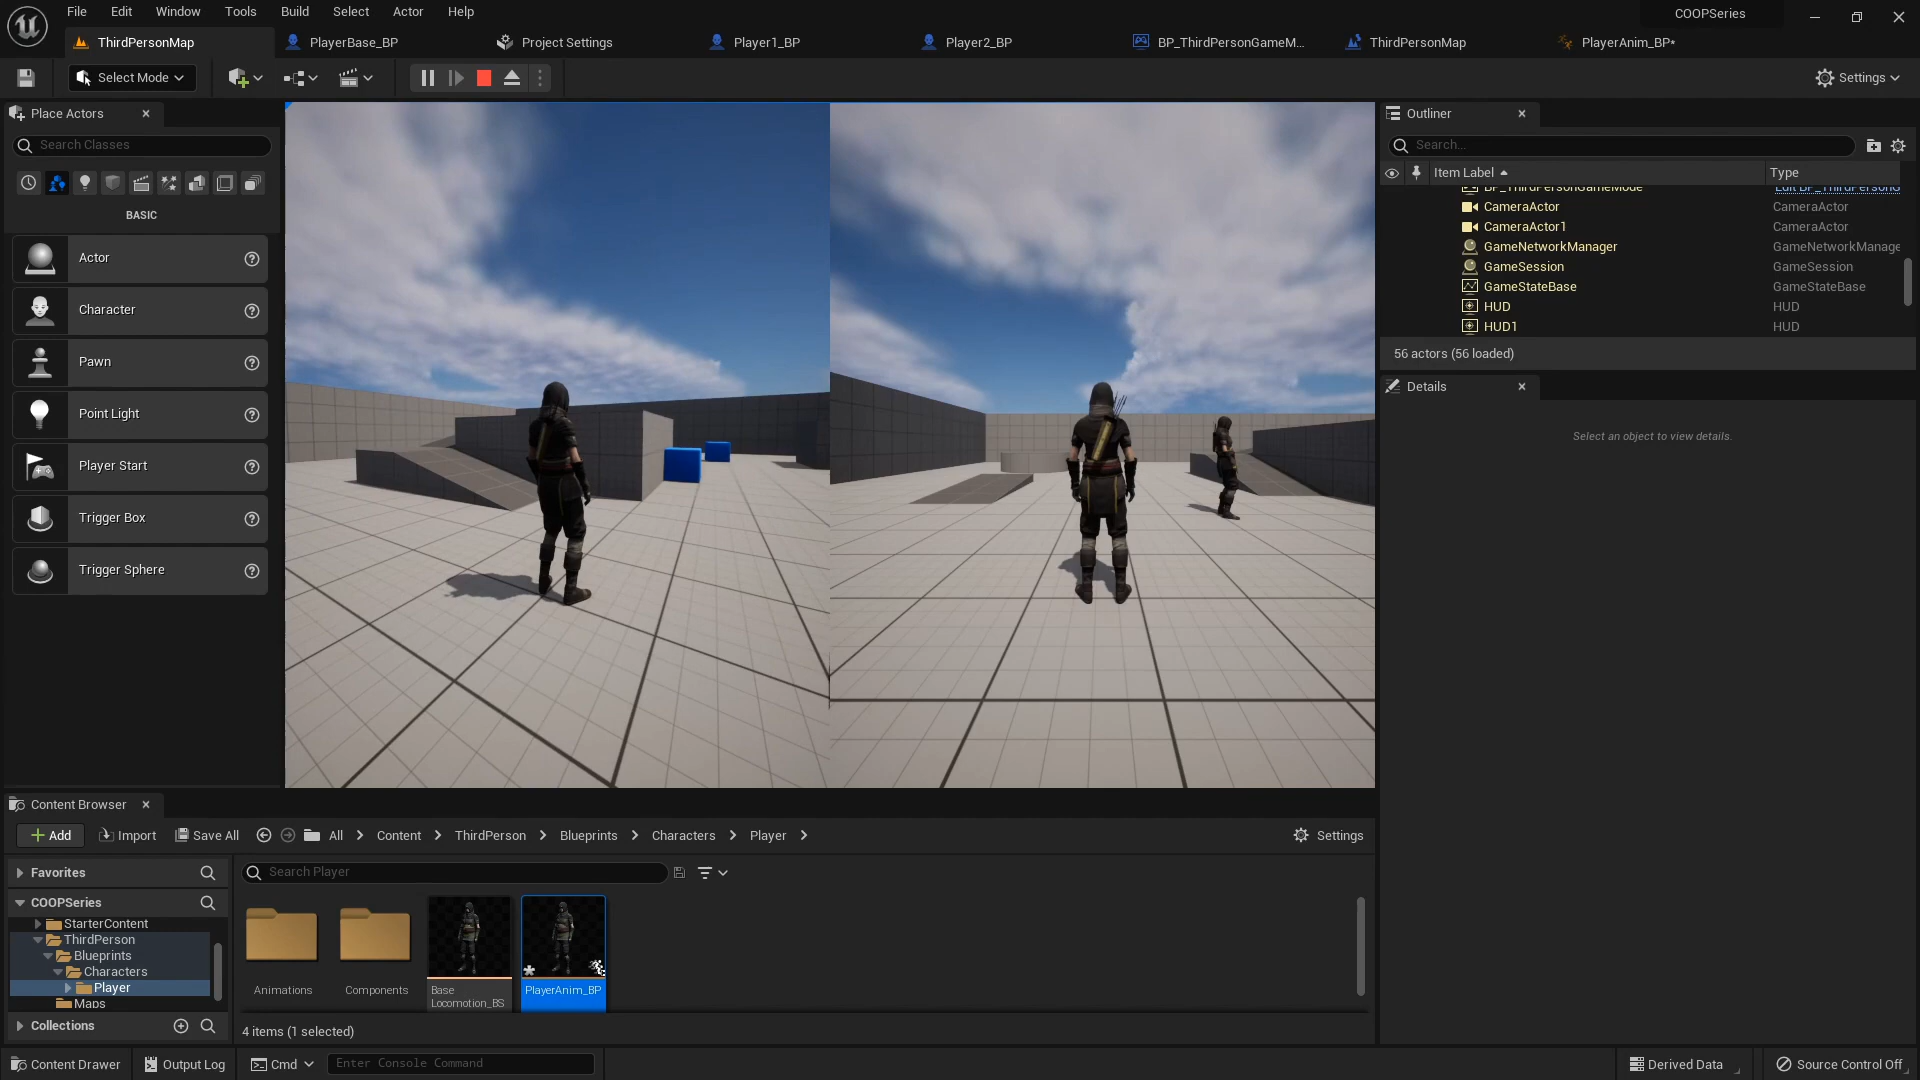 File Edit Window Tools Build Select Actor Help
COOPSeries
ThirdPersonMap
PlayerBase_BP
Project Settings
Player1_BP
Player2_BP
BP_ThirdPersonGameM...
ThirdPersonMap
PlayerAnim_BP*
Select Mode
Settings
Place Actors
Search Classes
BASIC
Actor
Character
Pawn
Point Light
Player Start
Trigger Box
Trigger Sphere
Outliner
Search...
Item Label Type
BP_ThirdPersonGameMode Edit BP_ThirdPersonG
CameraActor CameraActor
CameraActor1 CameraActor
GameNetworkManager GameNetworkManage
GameSession GameSession
GameStateBase GameStateBase
HUD HUD
HUD1 HUD
56 actors (56 loaded)
Details
Select an object to view details.
Content Browser
Add Import Save All All Content ThirdPerson Blueprints Characters Player Settings
Favorites
Search Player
COOPSeries
StarterContent
ThirdPerson
Blueprints
Characters
Player
Maps
Collections
Animations
Components
Base
Locomotion_BS
PlayerAnim_BP
4 items (1 selected)
Content Drawer Output Log Cmd Enter Console Command Derived Data Source Control Off